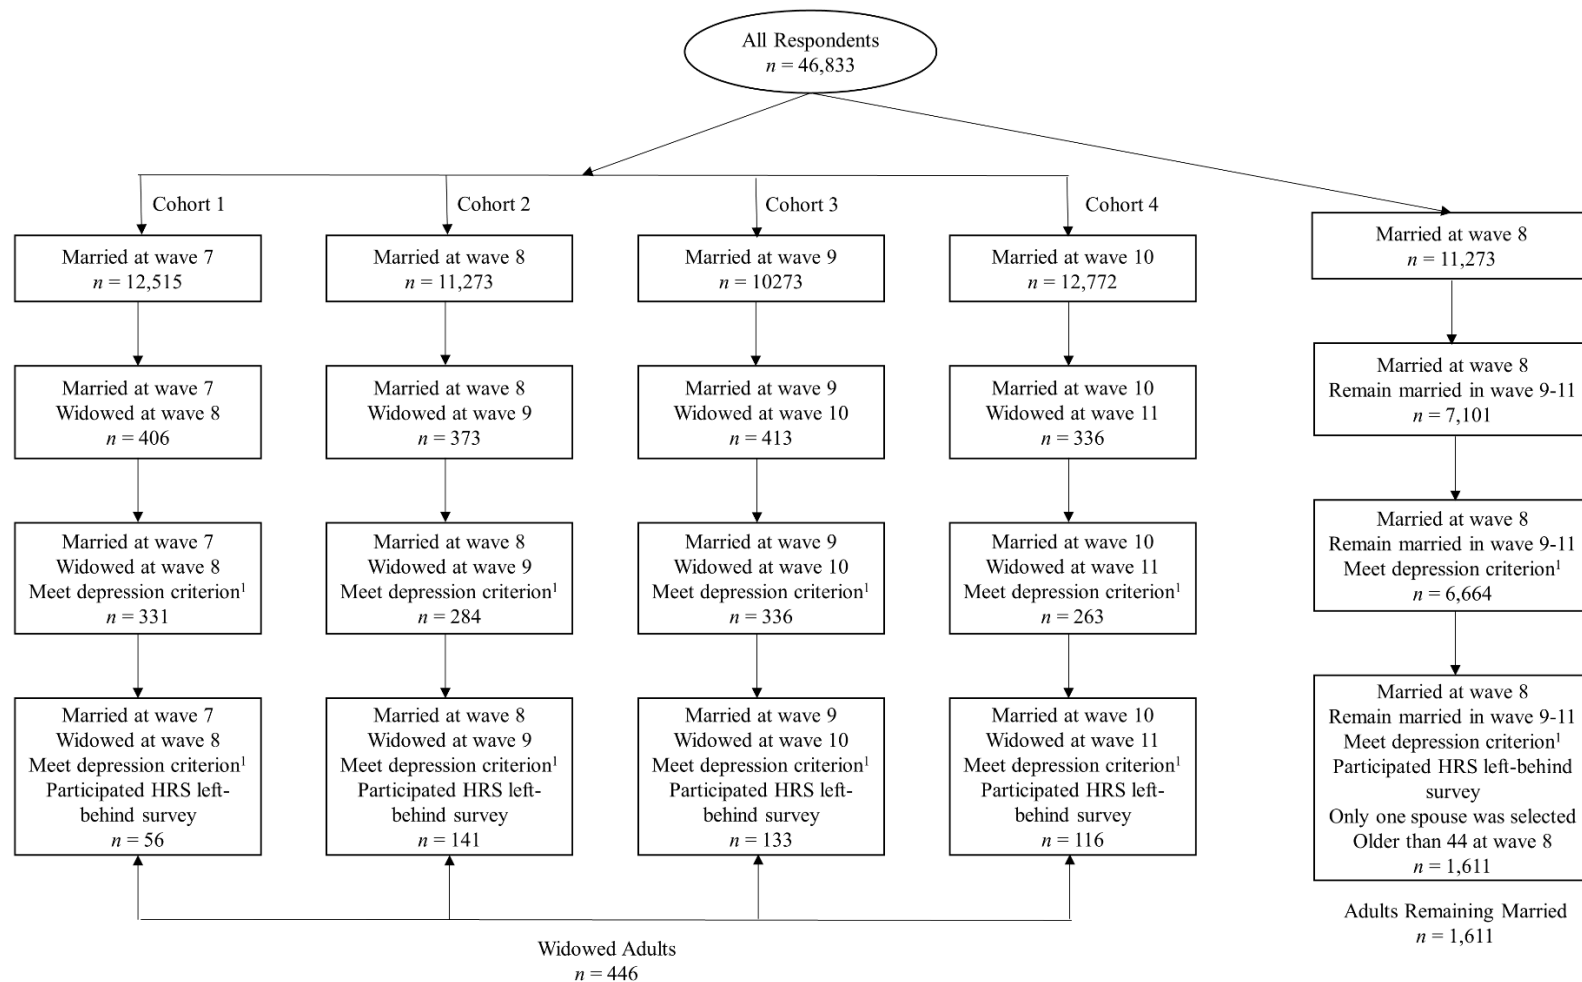 All Respondents
n = 46,833
Cohort 1
Cohort 2
Cohort 3
Cohort 4
Married at wave 7
n = 12,515
Married at wave 8
n = 11,273
Married at wave 9
n = 10273
Married at wave 10
n = 12,772
Married at wave 8
n = 11,273
Married at wave 7
Widowed at wave 8
n = 406
Married at wave 8
Widowed at wave 9
n = 373
Married at wave 9
Widowed at wave 10
n = 413
Married at wave 10
Widowed at wave 11
n = 336
Married at wave 8
Remain married in wave 9-11
n = 7,101
Married at wave 7
Widowed at wave 8
Meet depression criterion¹
n = 331
Married at wave 8
Widowed at wave 9
Meet depression criterion¹
n = 284
Married at wave 9
Widowed at wave 10
Meet depression criterion¹
n = 336
Married at wave 10
Widowed at wave 11
Meet depression criterion¹
n = 263
Married at wave 8
Remain married in wave 9-11
Meet depression criterion¹
n = 6,664
Married at wave 7
Widowed at wave 8
Meet depression criterion¹
Participated HRS left-
behind survey
n = 56
Married at wave 8
Widowed at wave 9
Meet depression criterion¹
Participated HRS left-
behind survey
n = 141
Married at wave 9
Widowed at wave 10
Meet depression criterion¹
Participated HRS left-
behind survey
n = 133
Married at wave 10
Widowed at wave 11
Meet depression criterion¹
Participated HRS left-
behind survey
n = 116
Married at wave 8
Remain married in wave 9-11
Meet depression criterion¹
Participated HRS left-behind
survey
Only one spouse was selected
Older than 44 at wave 8
n = 1,611
Widowed Adults
n = 446
Adults Remaining Married
n = 1,611